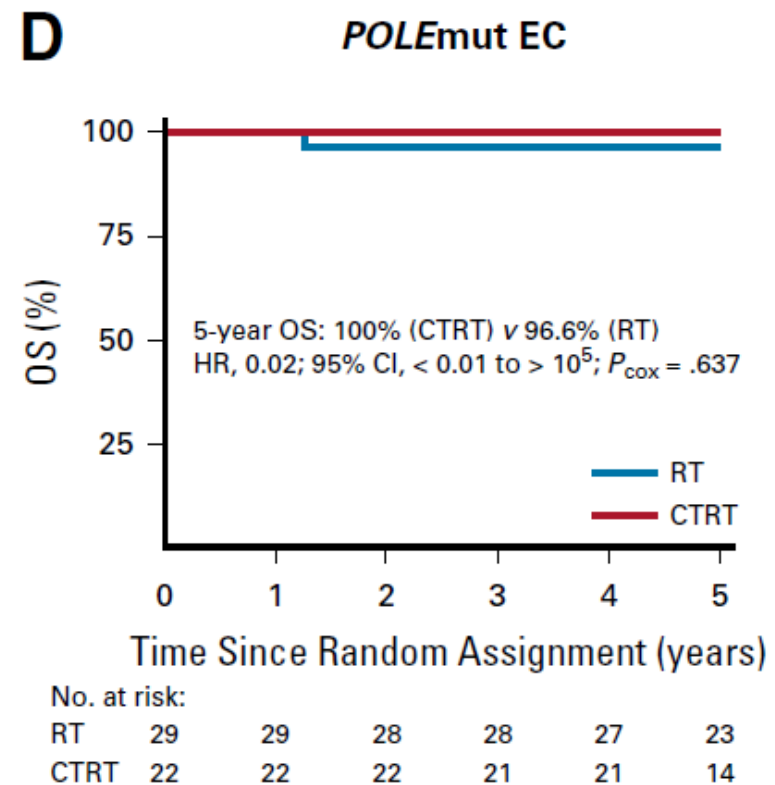 D
POLEmut EC
100
75
50
25
OS (%)
5-year OS: 100% (CTRT) v 96.6% (RT)
HR, 0.02; 95% CI, < 0.01 to > 10⁵; Pcox = .637
RT
CTRT
0 1 2 3 4 5
Time Since Random Assignment (years)
No. at risk:
RT 29 29 28 28 27 23
CTRT 22 22 22 21 21 14